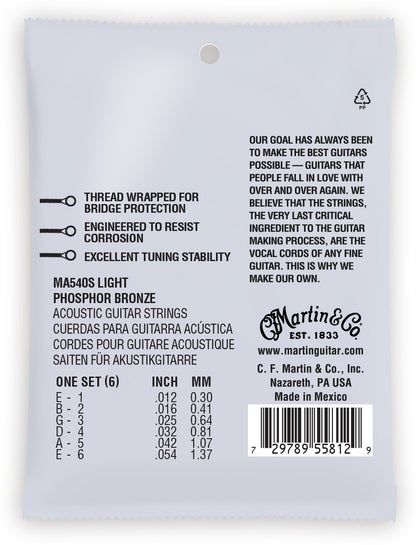 5
PP
OUR GOAL HAS ALWAYS BEEN
TO MAKE THE BEST GUITARS
POSSIBLE — GUITARS THAT
PEOPLE FALL IN LOVE WITH
OVER AND OVER AGAIN. WE
BELIEVE THAT THE STRINGS,
THE VERY LAST CRITICAL
INGREDIENT TO THE GUITAR
MAKING PROCESS, ARE THE
VOCAL CORDS OF ANY FINE
GUITAR. THIS IS WHY WE
MAKE OUR OWN.
THREAD WRAPPED FOR
BRIDGE PROTECTION
ENGINEERED TO RESIST
CORROSION
EXCELLENT TUNING STABILITY
MA540S LIGHT
PHOSPHOR BRONZE
ACOUSTIC GUITAR STRINGS
CUERDAS PARA GUITARRA ACÚSTICA
CORDES POUR GUITARE ACOUSTIQUE
SAITEN FÜR AKUSTIKGITARRE
ONE SET (6) INCH MM
E - 1 .012 0.30
B - 2 .016 0.41
G - 3 .025 0.64
D - 4 .032 0.81
A - 5 .042 1.07
E - 6 .054 1.37
C.F. Martin & Co.
EST. 1833
www.martinguitar.com
C. F. Martin & Co., Inc.
Nazareth, PA USA
Made in Mexico
7 29789 55812 9